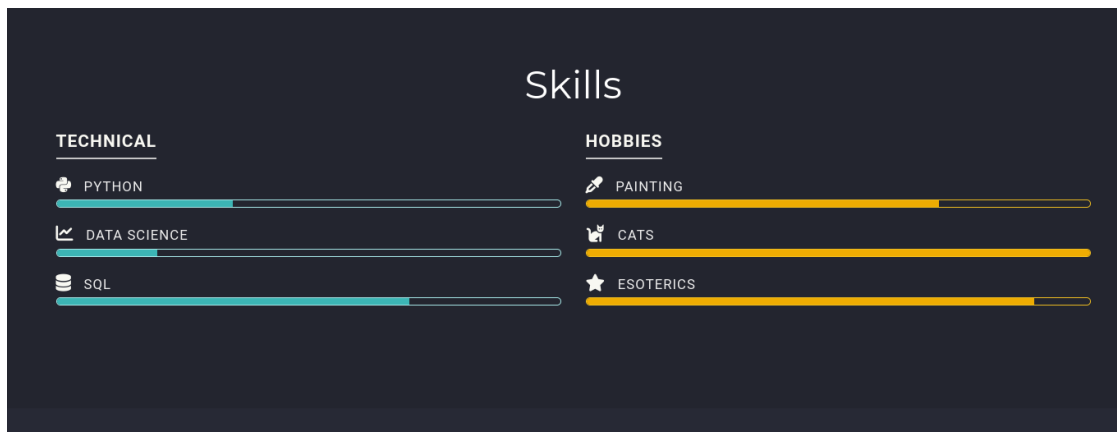 Skills
TECHNICAL
PYTHON
DATA SCIENCE
SQL
HOBBIES
PAINTING
CATS
ESOTERICS